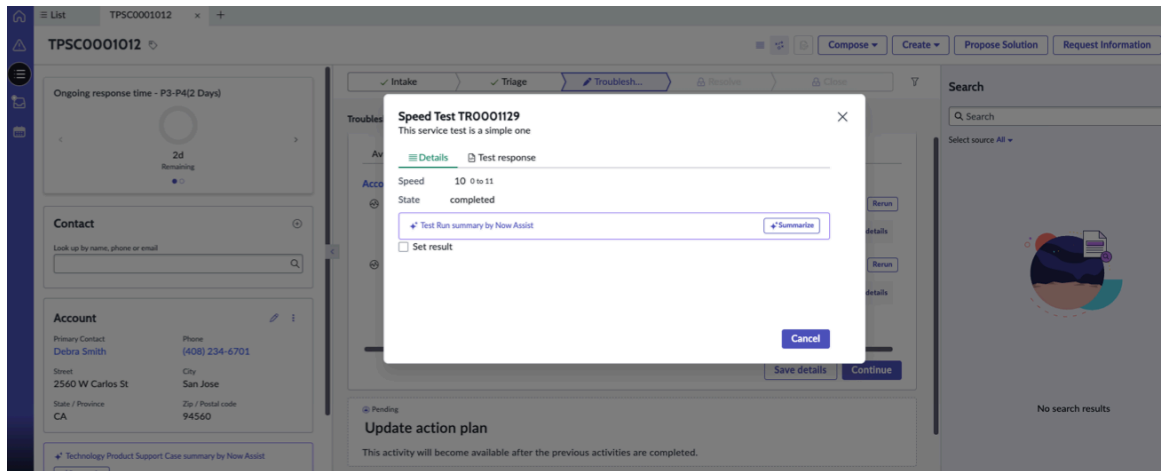 List
TPSC0001012
TPSC0001012
Compose
Create
Propose Solution
Request Information
Ongoing response time - P3-P4(2 Days)
2d
Remaining
Contact
Look up by name, phone or email
Account
Primary Contact
Phone
Debra Smith
(408) 234-6701
Street
City
2560 W Carlos St
San Jose
State / Province
Zip / Postal code
CA
94560
Technology Product Support Case summary by Now Assist
Intake
Triage
Troublesh...
Resolve
Close
Troubles
Av
Acco
Speed Test TR0001129
This service test is a simple one
Details
Test response
Speed
10 0 to 11
State
completed
Test Run summary by Now Assist
Summarize
Set result
Cancel
Rerun
details
Rerun
details
Save details
Continue
Pending
Update action plan
This activity will become available after the previous activities are completed.
Search
Search
Select source All
No search results